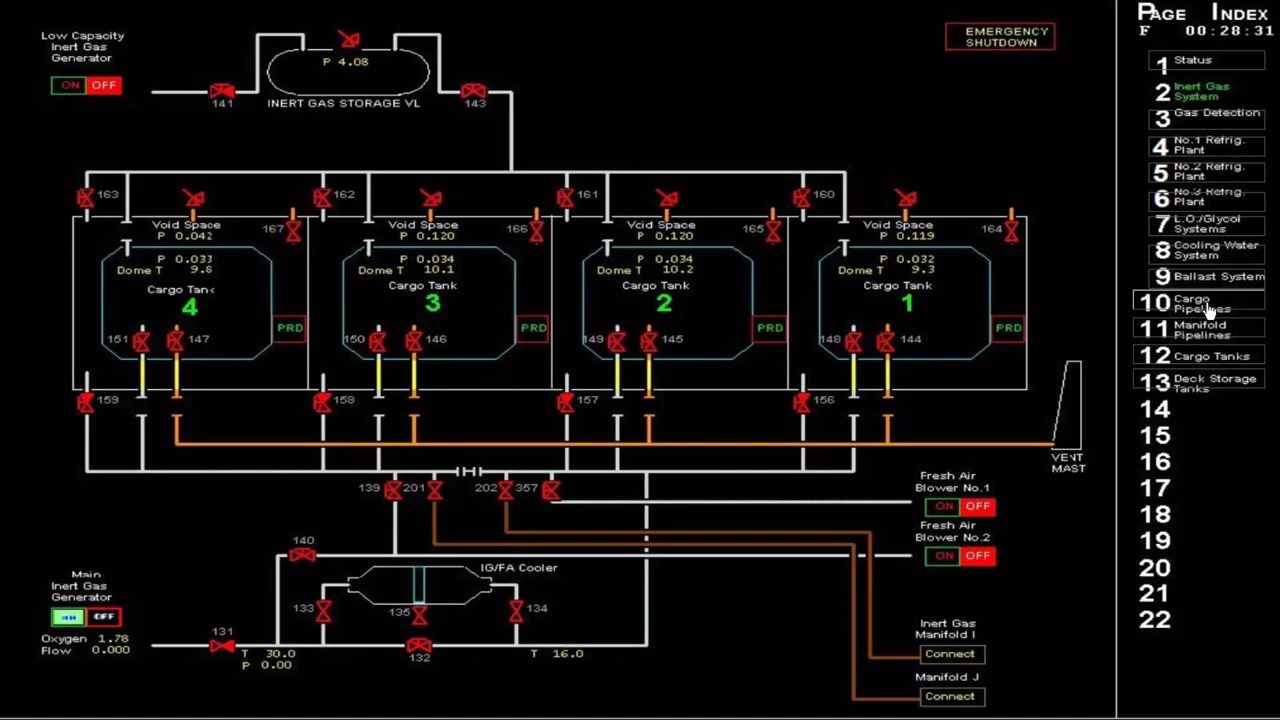 Low Capacity
Inert Gas
Generator
ON OFF
141
P 4.08
INERT GAS STORAGE VL
143
EMERGENCY
SHUTDOWN
163
162
161
160
Void Space
P 0.042
167
Void Space
P 0.120
166
Void Space
P 0.120
165
Void Space
P 0.119
164
P 0.033
Dome T 9.8
Cargo Tank
4
P 0.034
Dome T 10.1
Cargo Tank
3
P 0.034
Dome T 10.2
Cargo Tank
2
P 0.032
Dome T 9.3
Cargo Tank
1
PRD
PRD
PRD
PRD
151
147
150
146
149
145
148
144
159
158
157
156
VENT
MAST
139
201
202
357
Fresh Air
Blower No.1
ON OFF
Fresh Air
Blower No.2
ON OFF
140
IG/FA Cooler
133
135
134
Main
Inert Gas
Generator
OFF
Oxygen 1.78
Flow 0.000
131
T 30.0
P 0.00
132
T 16.0
Inert Gas
Manifold I
Connect
Manifold J
Connect
PAGE INDEX
F 00:28:31
1 Status
2 Inert Gas
System
3 Gas Detection
4 No.1 Refrig.
Plant
5 No.2 Refrig.
Plant
6 No.3 Refrig.
Plant
7 L.O./Glycol
Systems
8 Cooling Water
System
9 Ballast System
10 Cargo
Pipelines
11 Manifold
Pipelines
12 Cargo Tanks
13 Deck Storage
Tanks
14
15
16
17
18
19
20
21
22